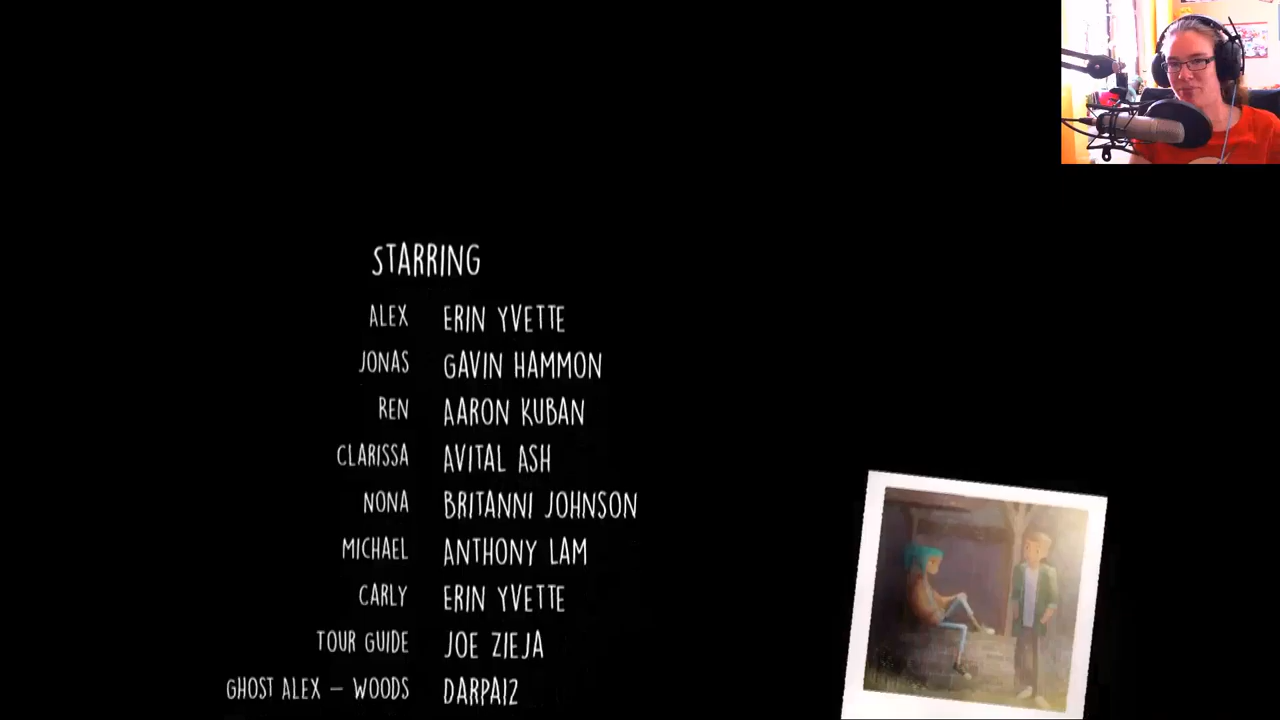 STARRING
ALEX ERIN YVETTE
JONAS GAVIN HAMMON
REN AARON KUBAN
CLARISSA AVITAL ASH
NONA BRITANNI JOHNSON
MICHAEL ANTHONY LAM
CARLY ERIN YVETTE
TOUR GUIDE JOE ZIEJA
GHOST ALEX – WOODS DARPA12